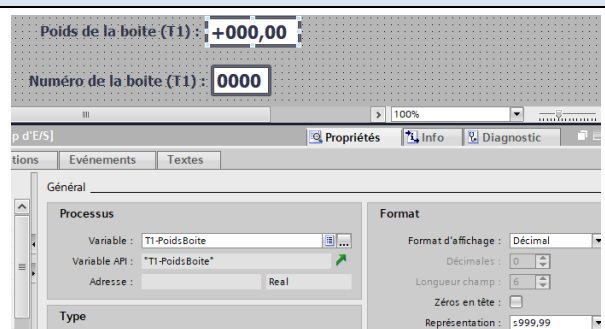 Poids de la boite (T1) : +000,00
Numéro de la boite (T1) : 0000
100%
p d'E/S]
Propriétés Info Diagnostic
tions Evénements Textes
Général
Processus Format
Variable : T1-PoidsBoite ... Format d'affichage : Décimal
Variable API : "T1-PoidsBoite" Décimales : 0
Adresse : Real Longueur champ : 6
Zéros en tête :
Type Représentation : s999,99